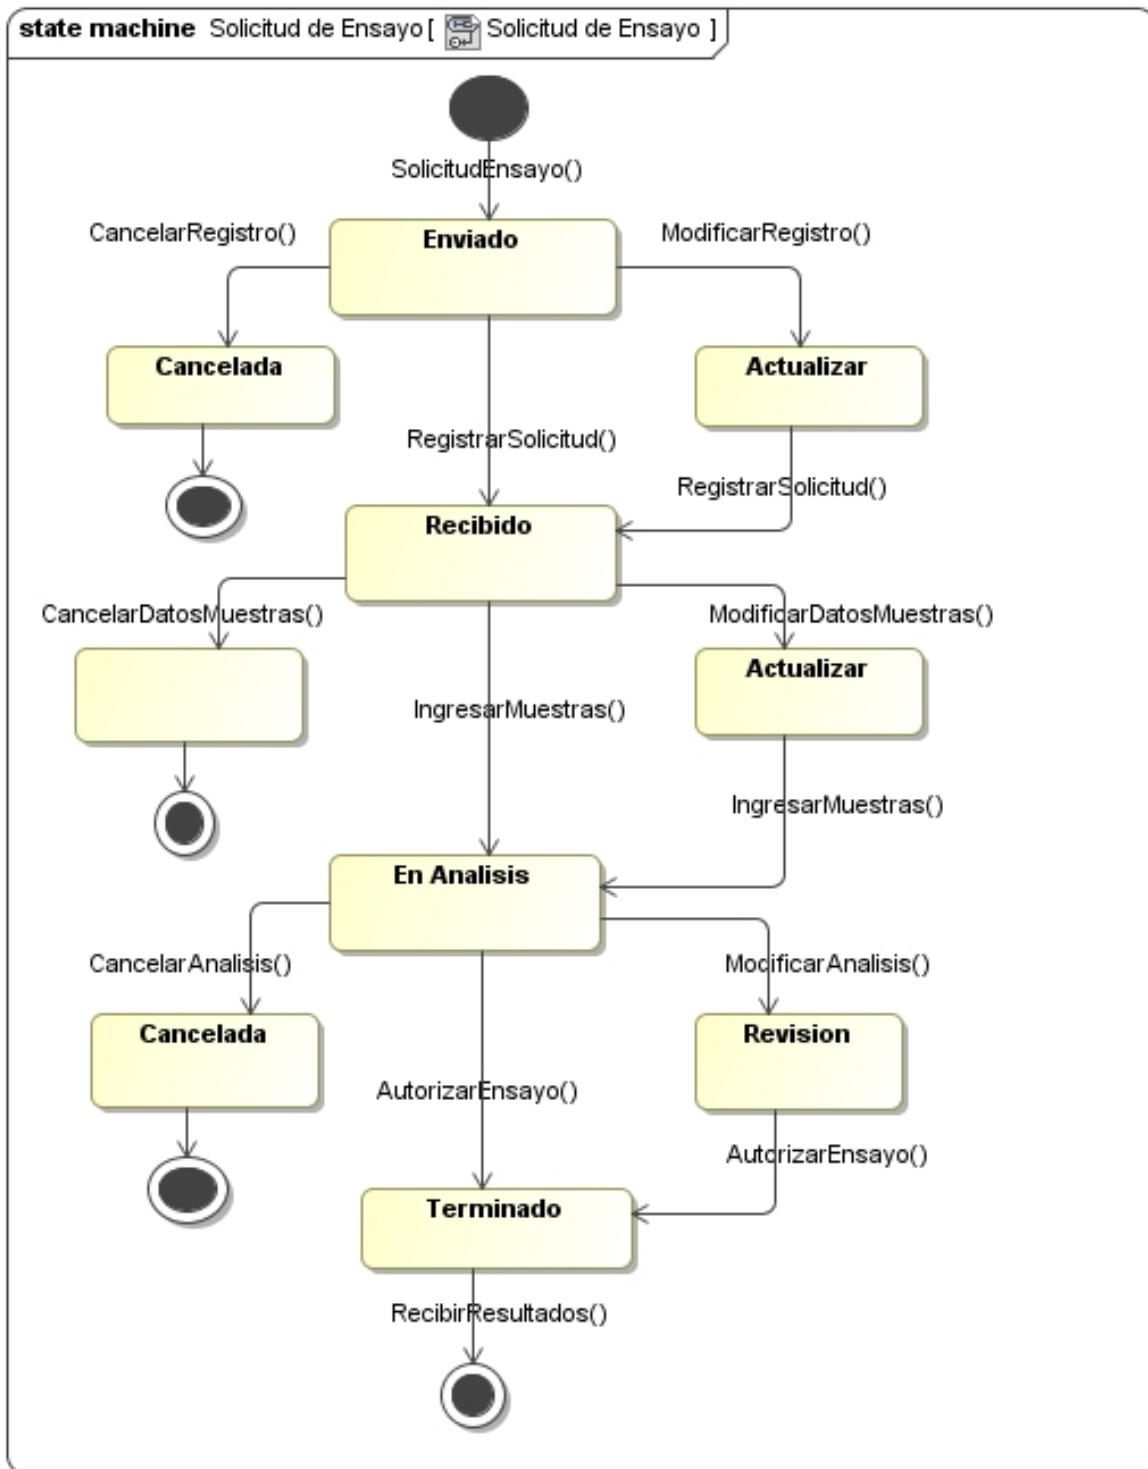 state machine Solicitud de Ensayo [ Solicitud de Ensayo ]
SolicitudEnsayo()
CancelarRegistro()
Enviado
ModificarRegistro()
Cancelada
Actualizar
RegistrarSolicitud()
RegistrarSolicitud()
Recibido
CancelarDatosMuestras()
ModificarDatosMuestras()
Actualizar
IngresarMuestras()
IngresarMuestras()
En Analisis
CancelarAnalisis()
ModificarAnalisis()
Cancelada
Revision
AutorizarEnsayo()
AutorizarEnsayo()
Terminado
RecibirResultados()